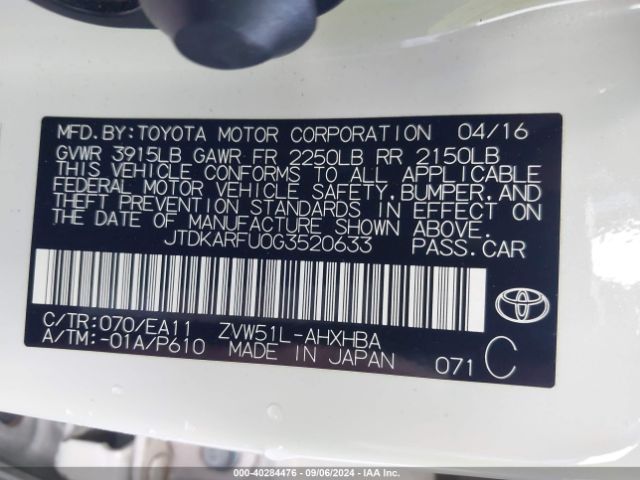 MFD.BY:TOYOTA MOTOR CORPORATION 04/16
GVWR 3915LB GAWR FR 2250LB RR 2150LB
THIS VEHICLE CONFORMS TO ALL APPLICABLE
FEDERAL MOTOR VEHICLE SAFETY,BUMPER,AND
THEFT PREVENTION STANDARDS IN EFFECT ON
THE DATE OF MANUFACTURE SHOWN ABOVE.
JTDKARFU0G3520633 PASS.CAR
C/TR:070/EA11 ZVW51L-AHXHBA
A/TM:-01A/P610 MADE IN JAPAN
071 C
000-40284476 - 09/06/2024 - IAA Inc.